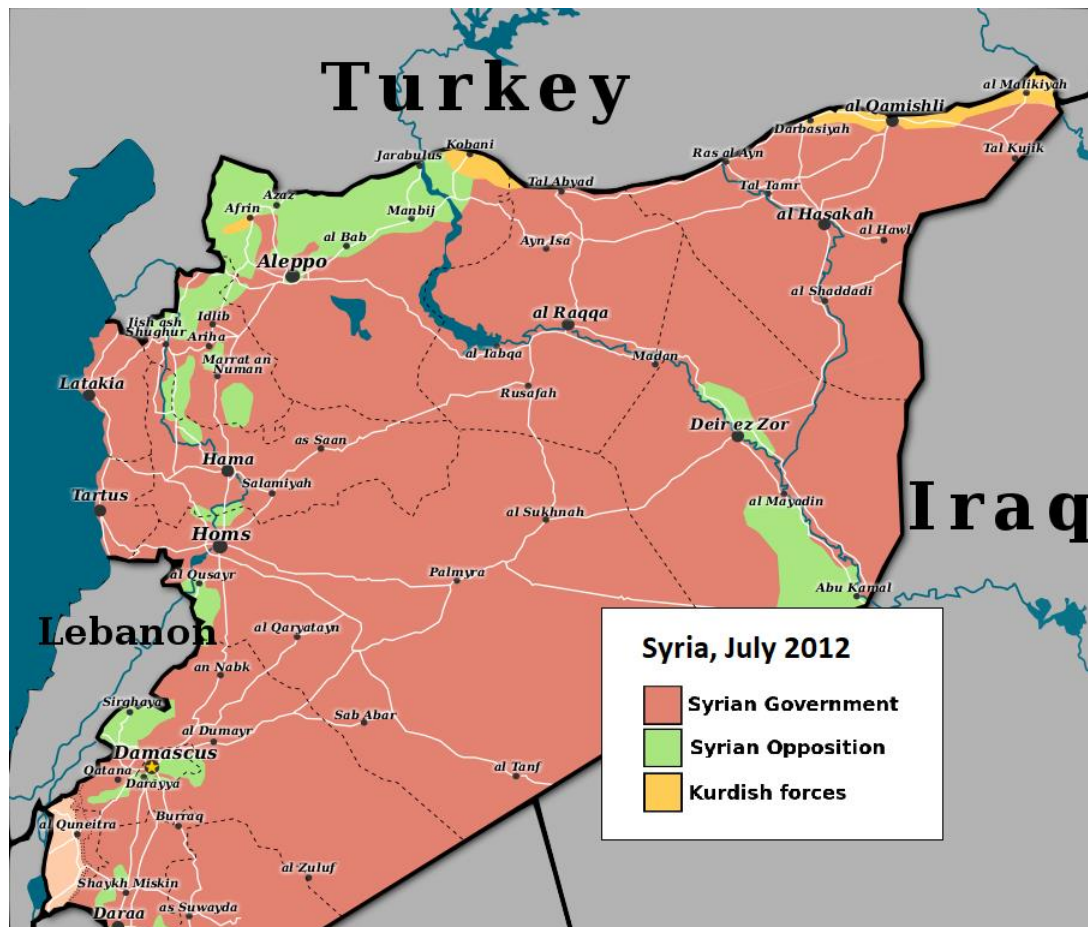 Turkey
al Malikiyah
al Qamishli
Darbasiyah
Kobani
Jarabulus
Ras al Ayn
Tal Kujik
Tal Abyad
Tal Tamr
Azaz
Afrin
Manbij
al Hasakah
al Hawl
al Bab
Ayn Isa
Aleppo
al Shaddadi
Idlib
al Raqqa
Jish ash
Shughur
Ariha
al Tabqa
Madan
Marrat an
Numan
Latakia
Rusafah
Deir ez Zor
as Saan
Hama
Salamiyah
Tartus
al Mayadin
Iraq
al Sukhnah
Homs
al Qusayr
Palmyra
Abu Kamal
Lebanon
al Qaryatayn
an Nabk
Syria, July 2012
Syrian Government
Syrian Opposition
Kurdish forces
Sirghaya
Sab Abar
al Dumayr
Damascus
Qatana
Darayya
al Tanf
al Quneitra
Burraq
al Zuluf
Shaykh Miskin
Daraa
as Suwayda